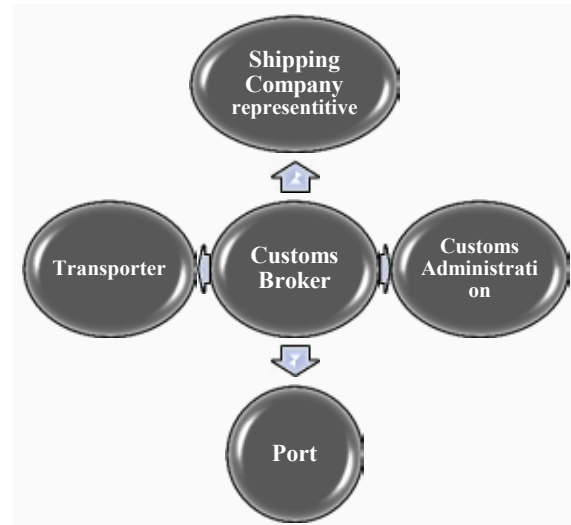 Shipping
Company
representitive
Transporter
Customs
Broker
Customs
Administrati
on
Port